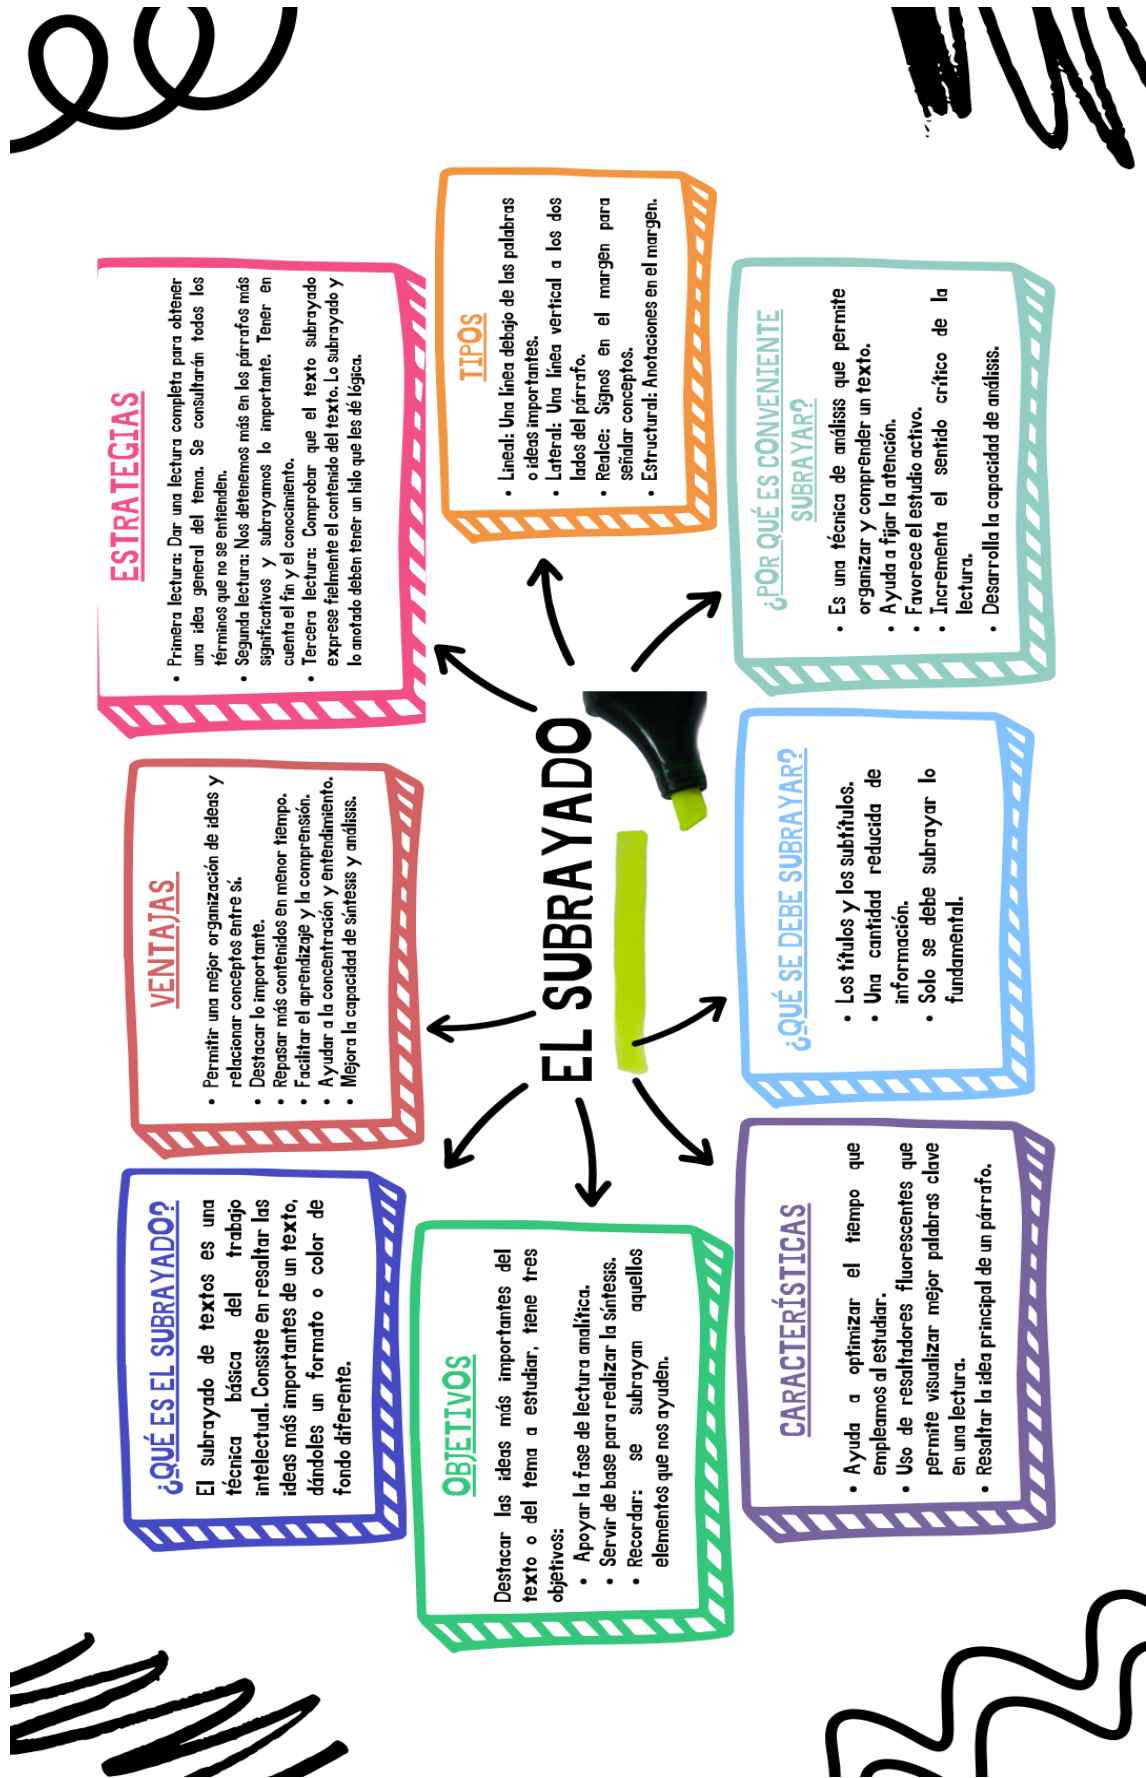 ¿QUÉ ES EL SUBRAYADO?
El subrayado de textos es una
técnica básica del trabajo
intelectual. Consiste en resaltar las
ideas más importantes de un texto,
dándoles un formato o color de
fondo diferente.
VENTAJAS
• Permitir una mejor organización de ideas y
relacionar conceptos entre sí.
• Destacar lo importante.
• Repasar más contenidos en menor tiempo.
• Facilitar el aprendizaje y la comprensión.
• Ayudar a la concentración y entendimiento.
• Mejora la capacidad de síntesis y análisis.
ESTRATEGIAS
• Primera lectura: Dar una lectura completa para obtener
una idea general del tema. Se consultarán todos los
términos que no se entienden.
• Segunda lectura: Nos detenemos más en los párrafos más
significativos y subrayamos lo importante. Tener en
cuenta el fin y el conocimiento.
• Tercera lectura: Comprobar que el texto subrayado
exprese fielmente el contenido del texto. Lo subrayado y
lo anotado deben tener un hilo que les dé lógica.
OBJETIVOS
Destacar las ideas más importantes del
texto o del tema a estudiar, tiene tres
objetivos:
• Apoyar la fase de lectura analítica.
• Servir de base para realizar la síntesis.
• Recordar: se subrayan aquellos
elementos que nos ayuden.
EL SUBRAYADO
TIPOS
• Lineal: Una línea debajo de las palabras
o ideas importantes.
• Lateral: Una línea vertical a los dos
lados del párrafo.
• Realce: Signos en el margen para
señalar conceptos.
• Estructural: Anotaciones en el margen.
CARACTERÍSTICAS
• Ayuda a optimizar el tiempo que
empleamos al estudiar.
• Uso de resaltadores fluorescentes que
permite visualizar mejor palabras clave
en una lectura.
• Resaltar la idea principal de un párrafo.
¿QUÉ SE DEBE SUBRAYAR?
• Los títulos y los subtítulos.
• Una cantidad reducida de
información.
• Solo se debe subrayar lo
fundamental.
¿POR QUÉ ES CONVENIENTE
SUBRAYAR?
• Es una técnica de análisis que permite
organizar y comprender un texto.
• Ayuda a fijar la atención.
• Favorece el estudio activo.
• Incrementa el sentido crítico de la
lectura.
• Desarrolla la capacidad de análisis.